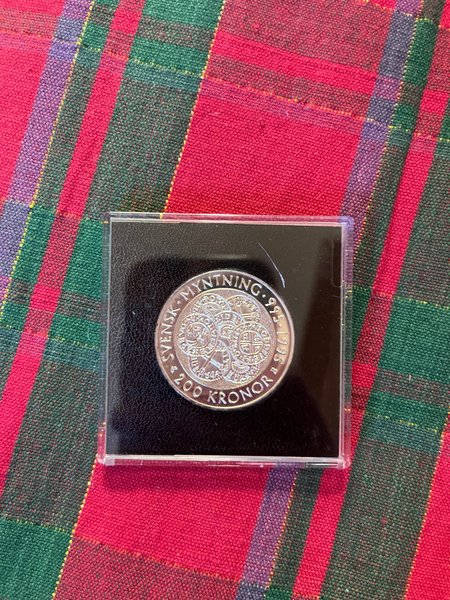 SVENSK · MYNTNING · 995-1995
200 KRONOR